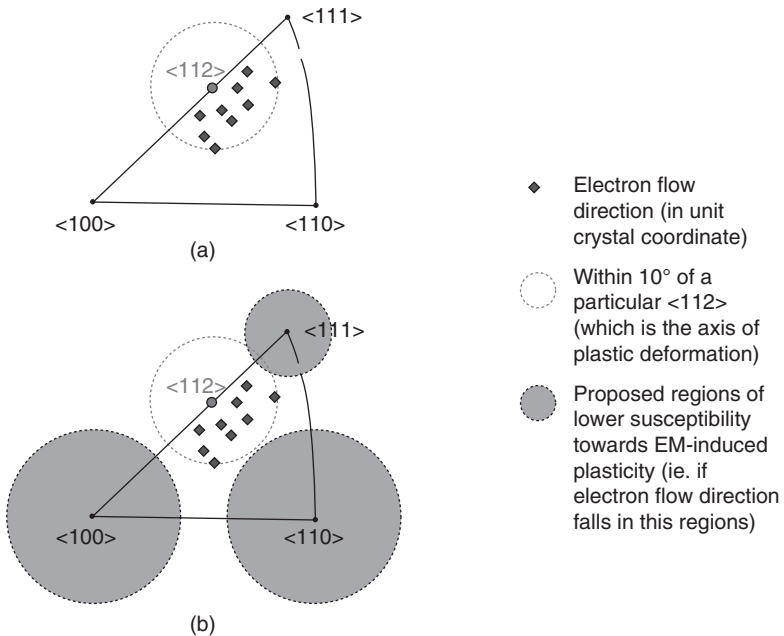 <111>
<112>
<100>
<110>
(a)
<111>
<112>
<100>
<110>
(b)
Electron flow
direction (in unit
crystal coordinate)
Within 10° of a
particular <112>
(which is the axis of
plastic deformation)
Proposed regions of
lower susceptibility
towards EM-induced
plasticity (ie. if
electron flow direction
falls in this regions)